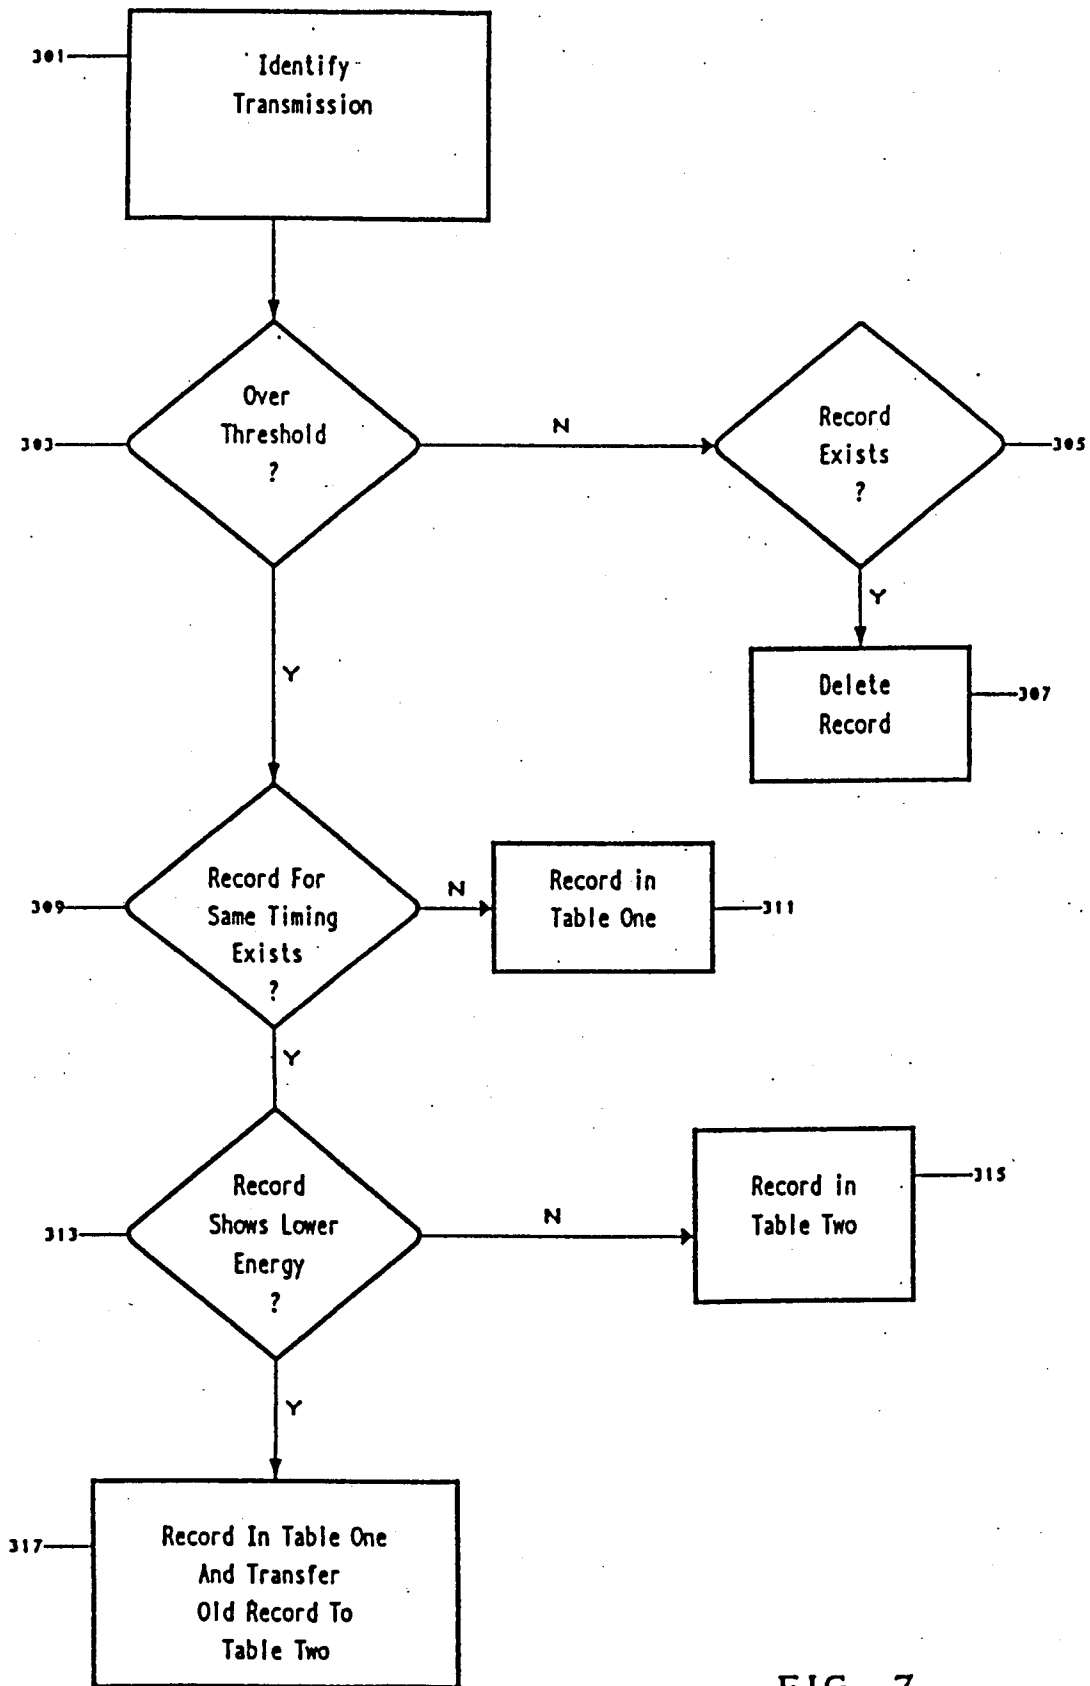 301
Identify
Transmission
303
Over
Threshold
?
N
Record
Exists
?
305
Y
Y
Delete
Record
307
309
Record For
Same Timing
Exists
?
N
Record in
Table One
311
Y
313
Record
Shows Lower
Energy
?
N
Record in
Table Two
315
Y
317
Record In Table One
And Transfer
Old Record To
Table Two
FIG. 7